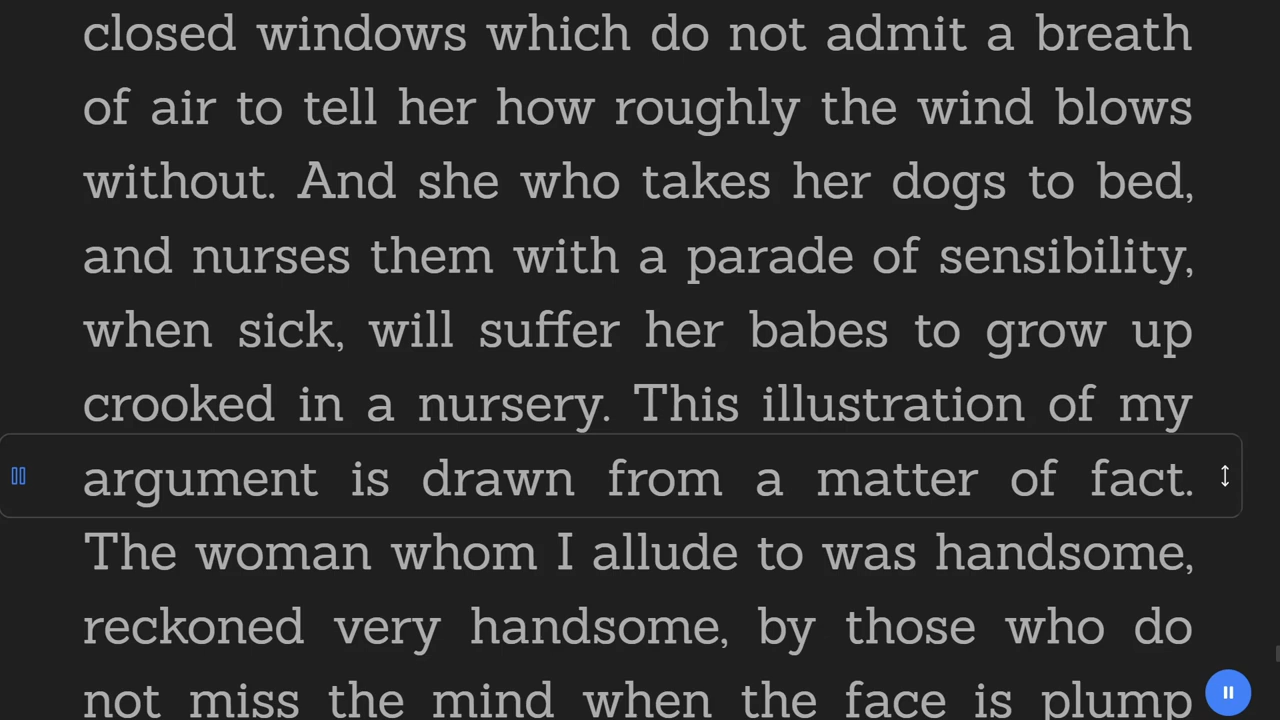 closed windows which do not admit a breath
of air to tell her how roughly the wind blows
without. And she who takes her dogs to bed,
and nurses them with a parade of sensibility,
when sick, will suffer her babes to grow up
crooked in a nursery. This illustration of my
argument is drawn from a matter of fact.
The woman whom I allude to was handsome,
reckoned very handsome, by those who do
not miss the mind when the face is plump